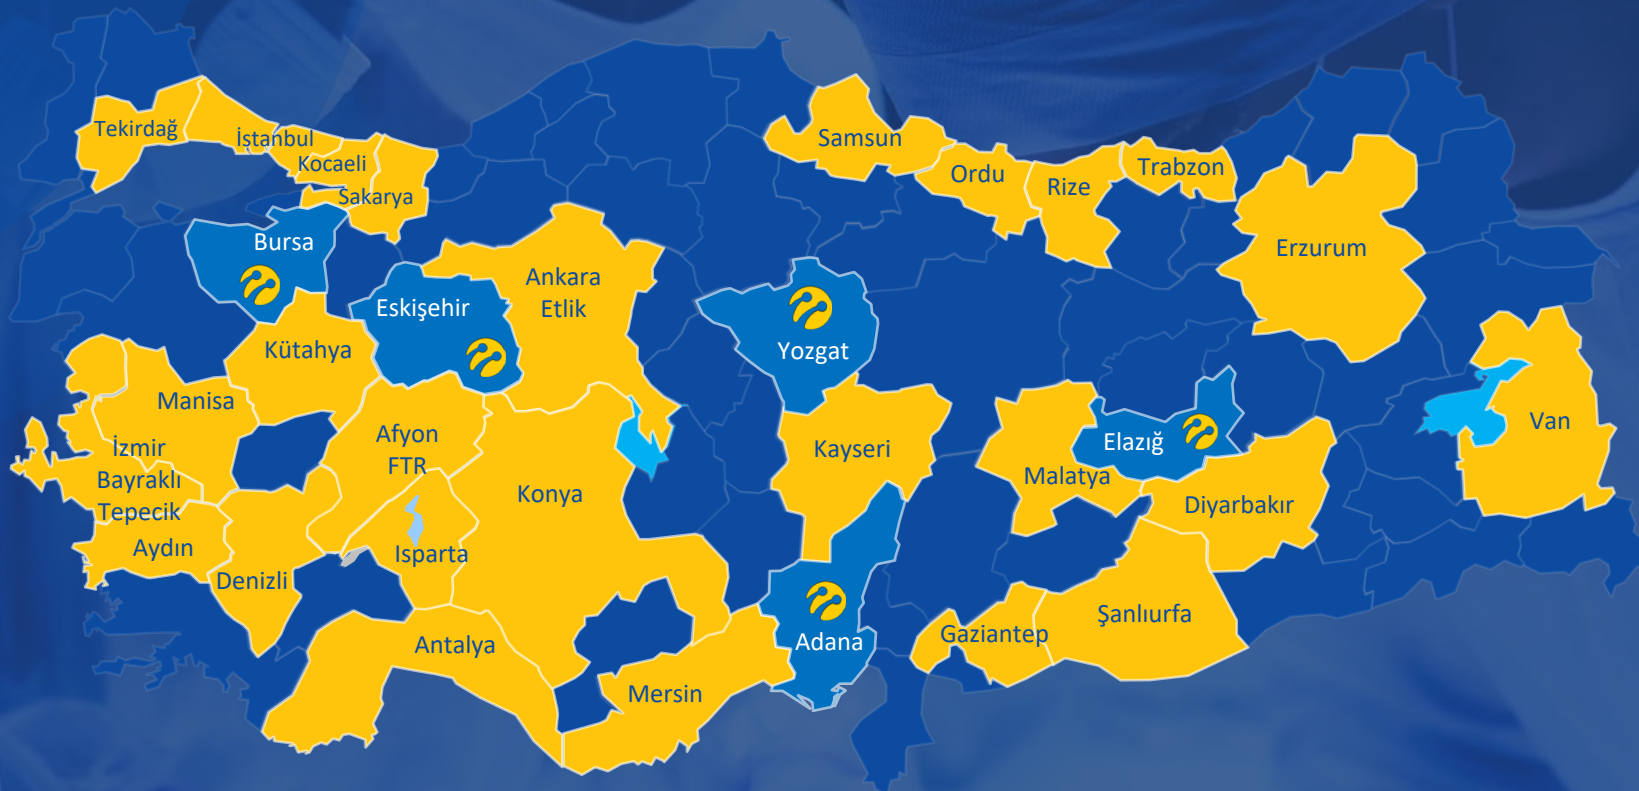 Tekirdağ
İstanbul
Kocaeli
Sakarya
Samsun
Ordu
Rize
Trabzon
Erzurum
Bursa
Eskişehir
Ankara
Etlik
Yozgat
Kütahya
Manisa
Afyon
FTR
Kayseri
Malatya
Elazığ
Van
İzmir
Bayraklı
Tepecik
Konya
Diyarbakır
Aydın
Isparta
Denizli
Antalya
Mersin
Adana
Gaziantep
Şanlıurfa